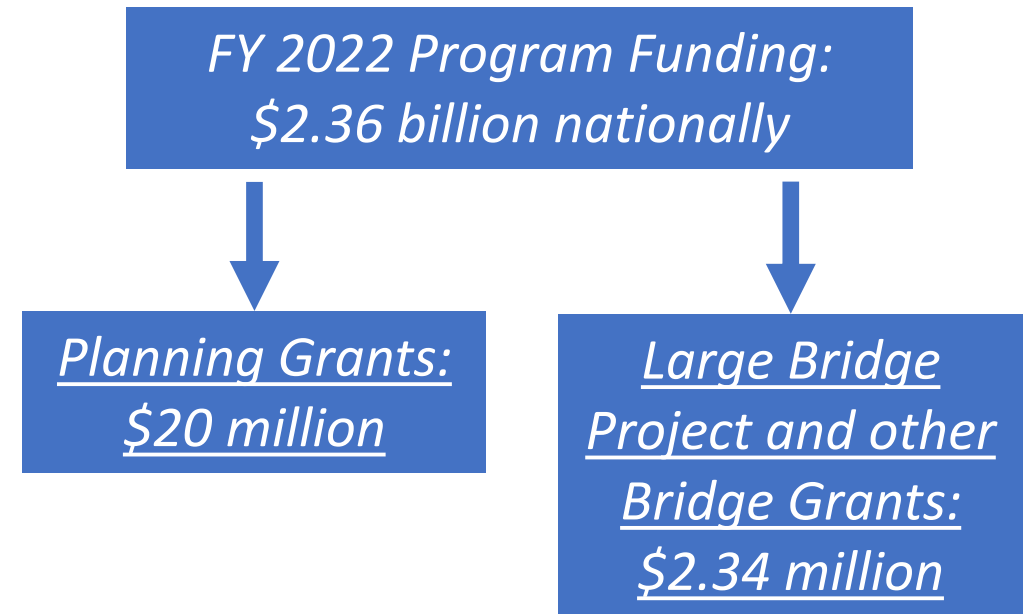 FY 2022 Program Funding:
$2.36 billion nationally
Planning Grants:
$20 million
Large Bridge
Project and other
Bridge Grants:
$2.34 million